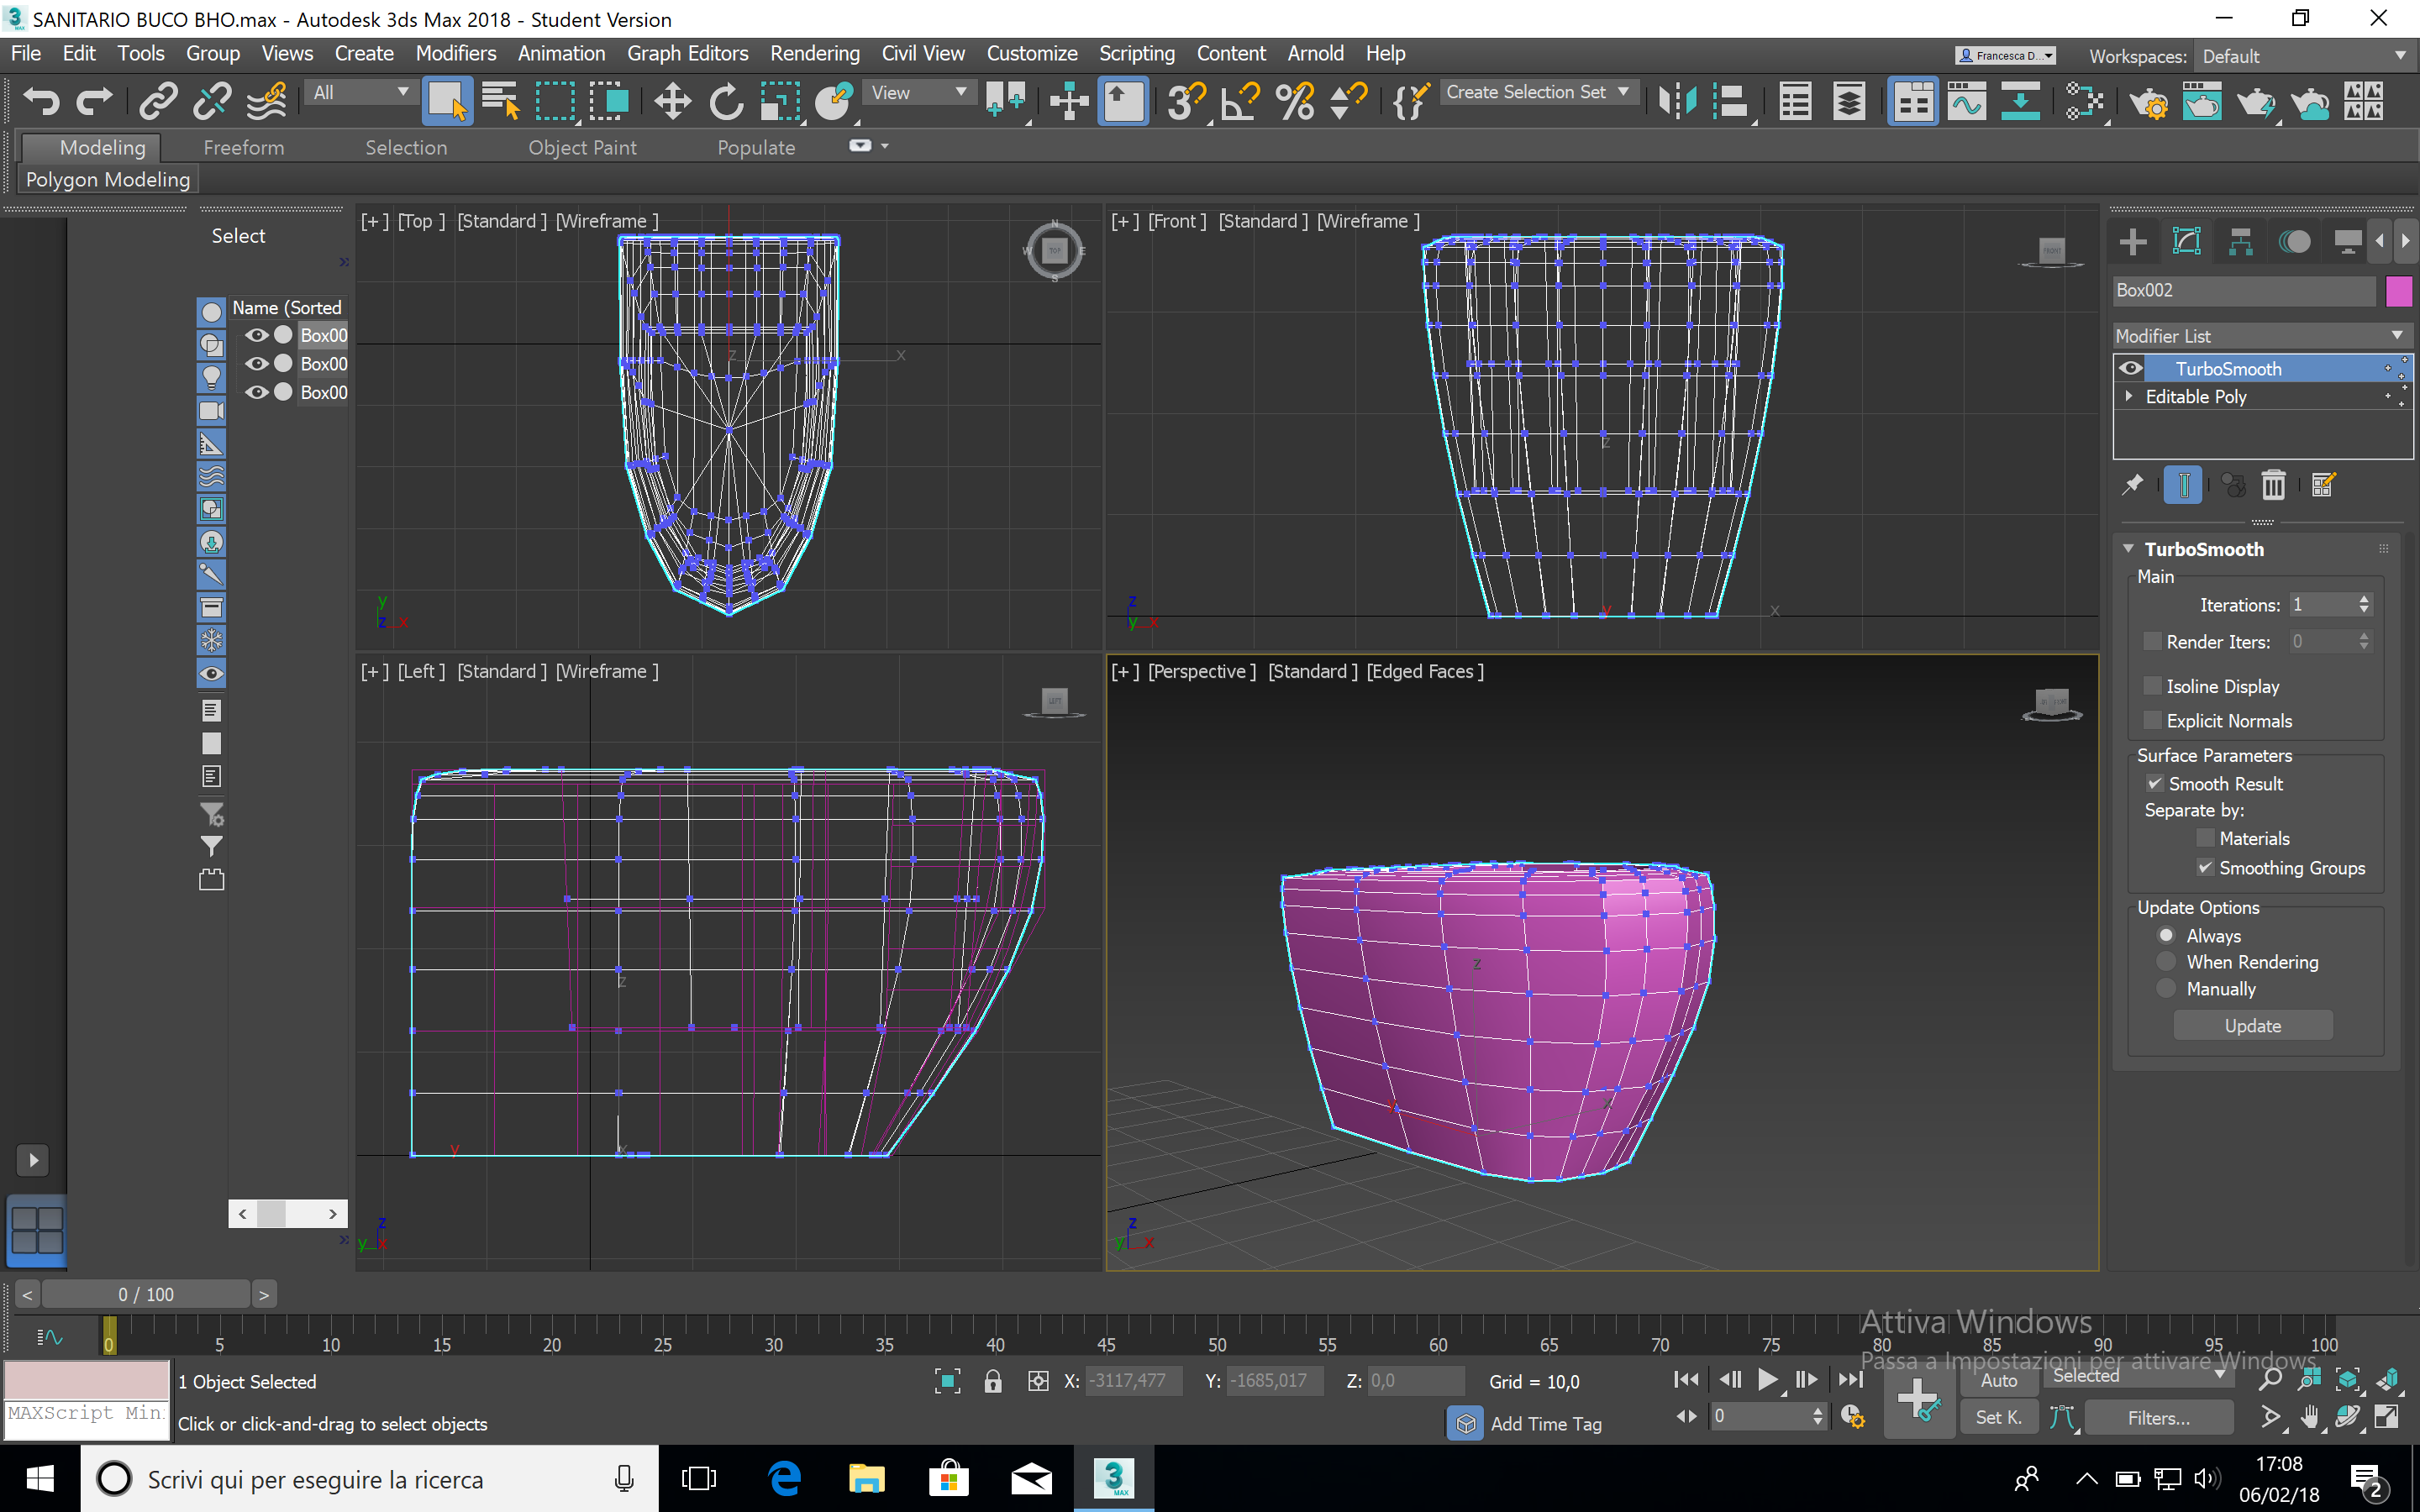 SANITARIO BUCO BHO.max - Autodesk 3ds Max 2018 - Student Version
File Edit Tools Group Views Create Modifiers Animation Graph Editors Rendering Civil View Customize Scripting Content Arnold Help
Francesca D... Workspaces: Default
All View Create Selection Set
Modeling Freeform Selection Object Paint Populate
Polygon Modeling
Select
Name (Sorted
Box00
Box00
Box00
[+] [Top ] [Standard ] [Wireframe ]
N
W TOP E
S
z x
y
z x
[+] [Front ] [Standard ] [Wireframe ]
FRONT
z
y x
z
y x
[+] [Left ] [Standard ] [Wireframe ]
LEFT
z
y x
z
y x
[+] [Perspective ] [Standard ] [Edged Faces ]
z
y x
z
y x
Box002
Modifier List
TurboSmooth
Editable Poly
TurboSmooth
Main
Iterations: 1
Render Iters: 0
Isoline Display
Explicit Normals
Surface Parameters
Smooth Result
Separate by:
Materials
Smoothing Groups
Update Options
Always
When Rendering
Manually
Update
< 0 / 100 >
0 5 10 15 20 25 30 35 40 45 50 55 60 65 70 75 80 85 90 95 100
Attiva Windows
Passa a Impostazioni per attivare Windows.
1 Object Selected
X: -3117,477 Y: -1685,017 Z: 0,0 Grid = 10,0
Auto Selected
MAXScript Min
Click or click-and-drag to select objects
Add Time Tag
0
Set K. Filters...
Scrivi qui per eseguire la ricerca
3 MAX
17:08
06/02/18
2